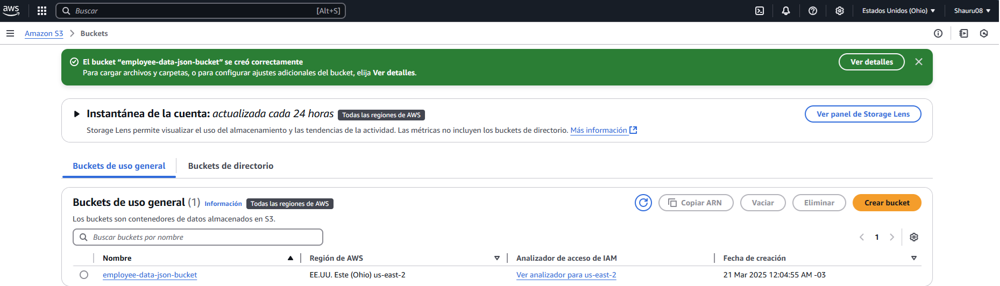 aws
Buscar [Alt+S] Estados Unidos (Ohio) Shauru08
Amazon S3 Buckets
El bucket “employee-data-json-bucket” se creó correctamente
Para cargar archivos y carpetas, o para configurar ajustes adicionales del bucket, elija Ver detalles.
Ver detalles
Instantánea de la cuenta: actualizada cada 24 horas Todas las regiones de AWS
Ver panel de Storage Lens
Storage Lens permite visualizar el uso del almacenamiento y las tendencias de la actividad. Las métricas no incluyen los buckets de directorio. Más información
Buckets de uso general Buckets de directorio
Buckets de uso general (1) Información Todas las regiones de AWS
Copiar ARN Vaciar Eliminar Crear bucket
Los buckets son contenedores de datos almacenados en S3.
Buscar buckets por nombre 1
Nombre Región de AWS Analizador de acceso de IAM Fecha de creación
employee-data-json-bucket EE.UU. Este (Ohio) us-east-2 Ver analizador para us-east-2 21 Mar 2025 12:04:55 AM -03